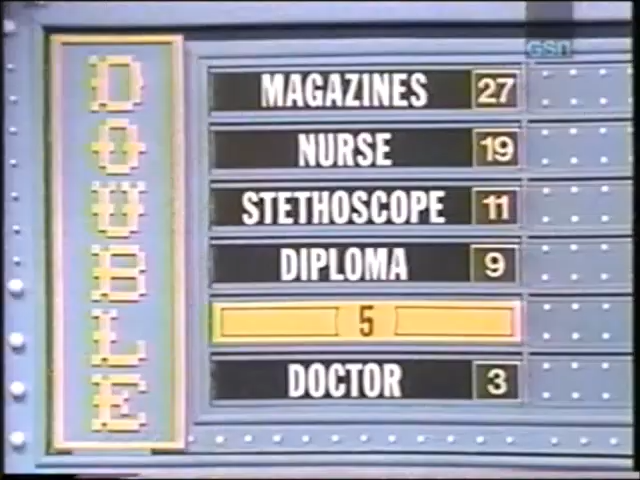 GSN
DOUBLE
MAGAZINES 27
NURSE 19
STETHOSCOPE 11
DIPLOMA 9
5
DOCTOR 3